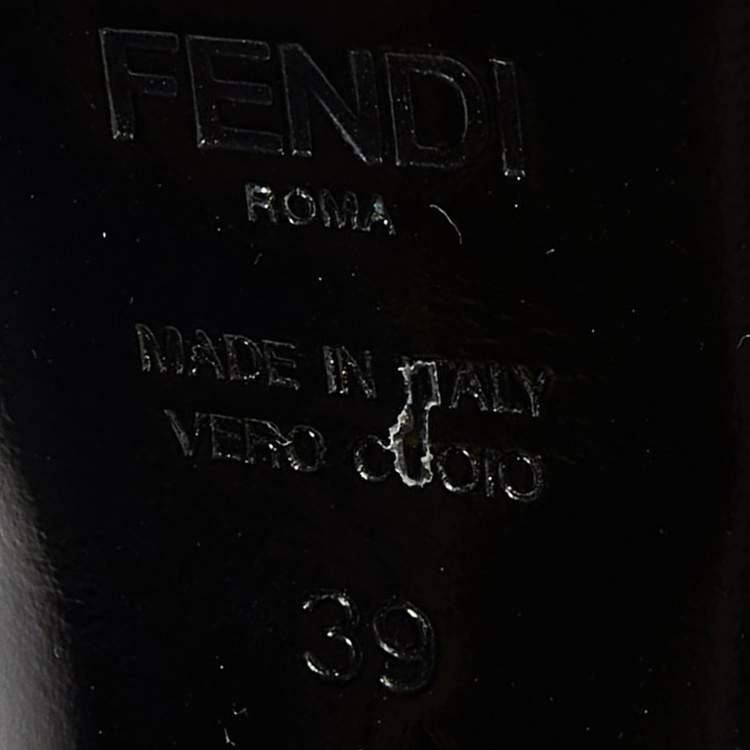 FENDI
ROMA
MADE IN ITALY
VERO CUOIO
39